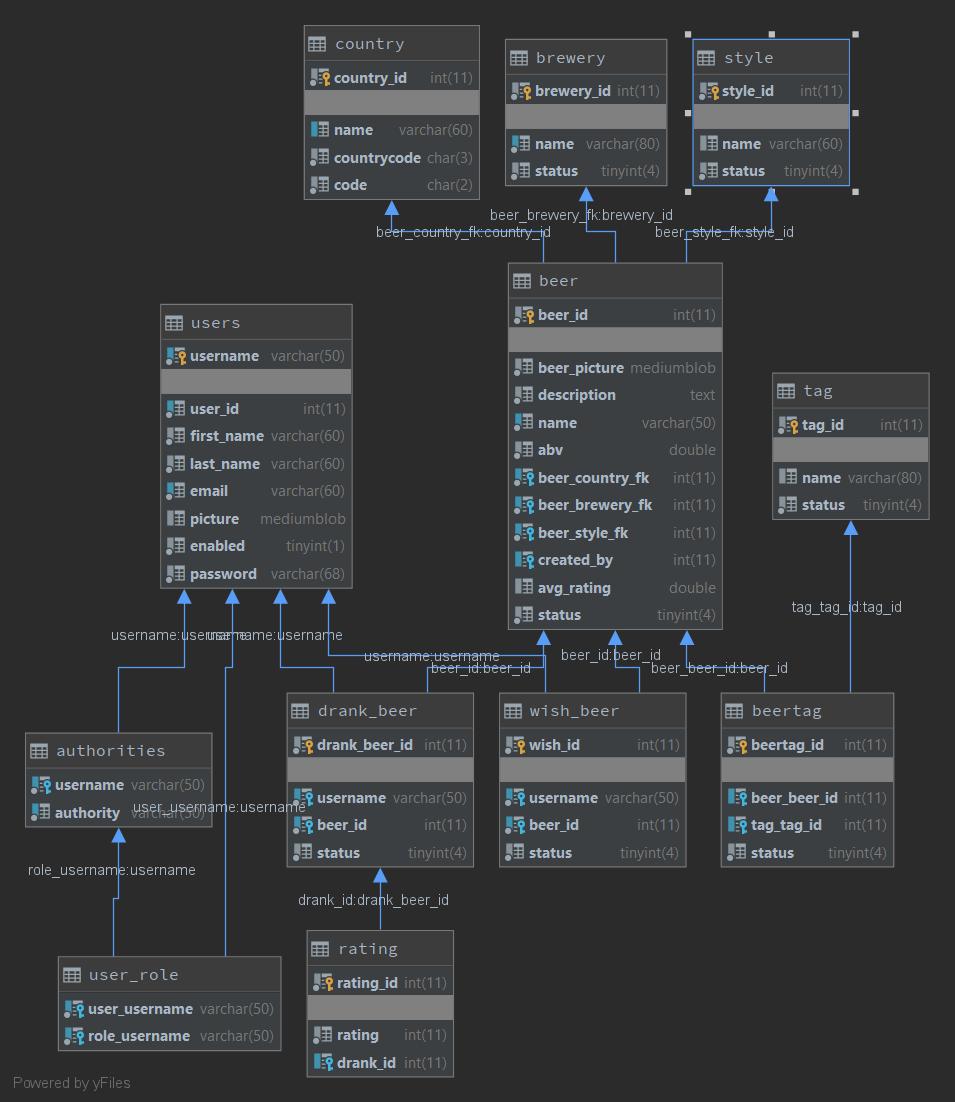 country
country_id int(11)
name varchar(60)
countrycode char(3)
code char(2)
brewery
brewery_id int(11)
name varchar(80)
status tinyint(4)
style
style_id int(11)
name varchar(60)
status tinyint(4)
beer_brewery_fk:brewery_id
beer_country_fk:country_id
beer_style_fk:style_id
beer
beer_id int(11)
beer_picture mediumblob
description text
name varchar(50)
abv double
beer_country_fk int(11)
beer_brewery_fk int(11)
beer_style_fk int(11)
created_by int(11)
avg_rating double
status tinyint(4)
users
username varchar(50)
user_id int(11)
first_name varchar(60)
last_name varchar(60)
email varchar(60)
picture mediumblob
enabled tinyint(1)
password varchar(68)
tag
tag_id int(11)
name varchar(80)
status tinyint(4)
tag_tag_id:tag_id
username:username
username:username
username:username
beer_id:beer_id
beer_id:beer_id
beer_beer_id:beer_id
drank_beer
drank_beer_id int(11)
username varchar(50)
beer_id int(11)
status tinyint(4)
wish_beer
wish_id int(11)
username varchar(50)
beer_id int(11)
status tinyint(4)
beertag
beertag_id int(11)
beer_beer_id int(11)
tag_tag_id int(11)
status tinyint(4)
authorities
username varchar(50)
authority varchar(50)
user_username:username
role_username:username
drank_id:drank_beer_id
user_role
user_username varchar(50)
role_username varchar(50)
rating
rating_id int(11)
rating int(11)
drank_id int(11)
Powered by yFiles